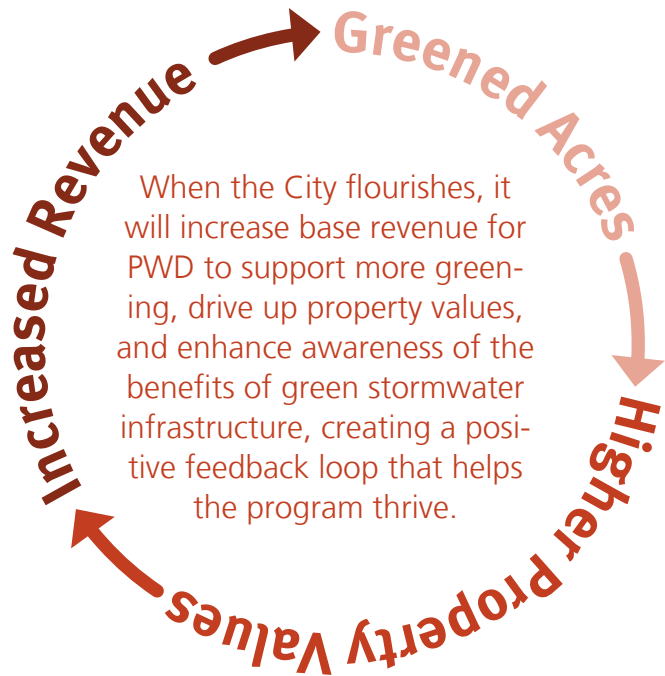 Increased Revenue
Greened Acres
Higher Property Values
When the City flourishes, it
will increase base revenue for
PWD to support more green-
ing, drive up property values,
and enhance awareness of the
benefits of green stormwater
infrastructure, creating a posi-
tive feedback loop that helps
the program thrive.